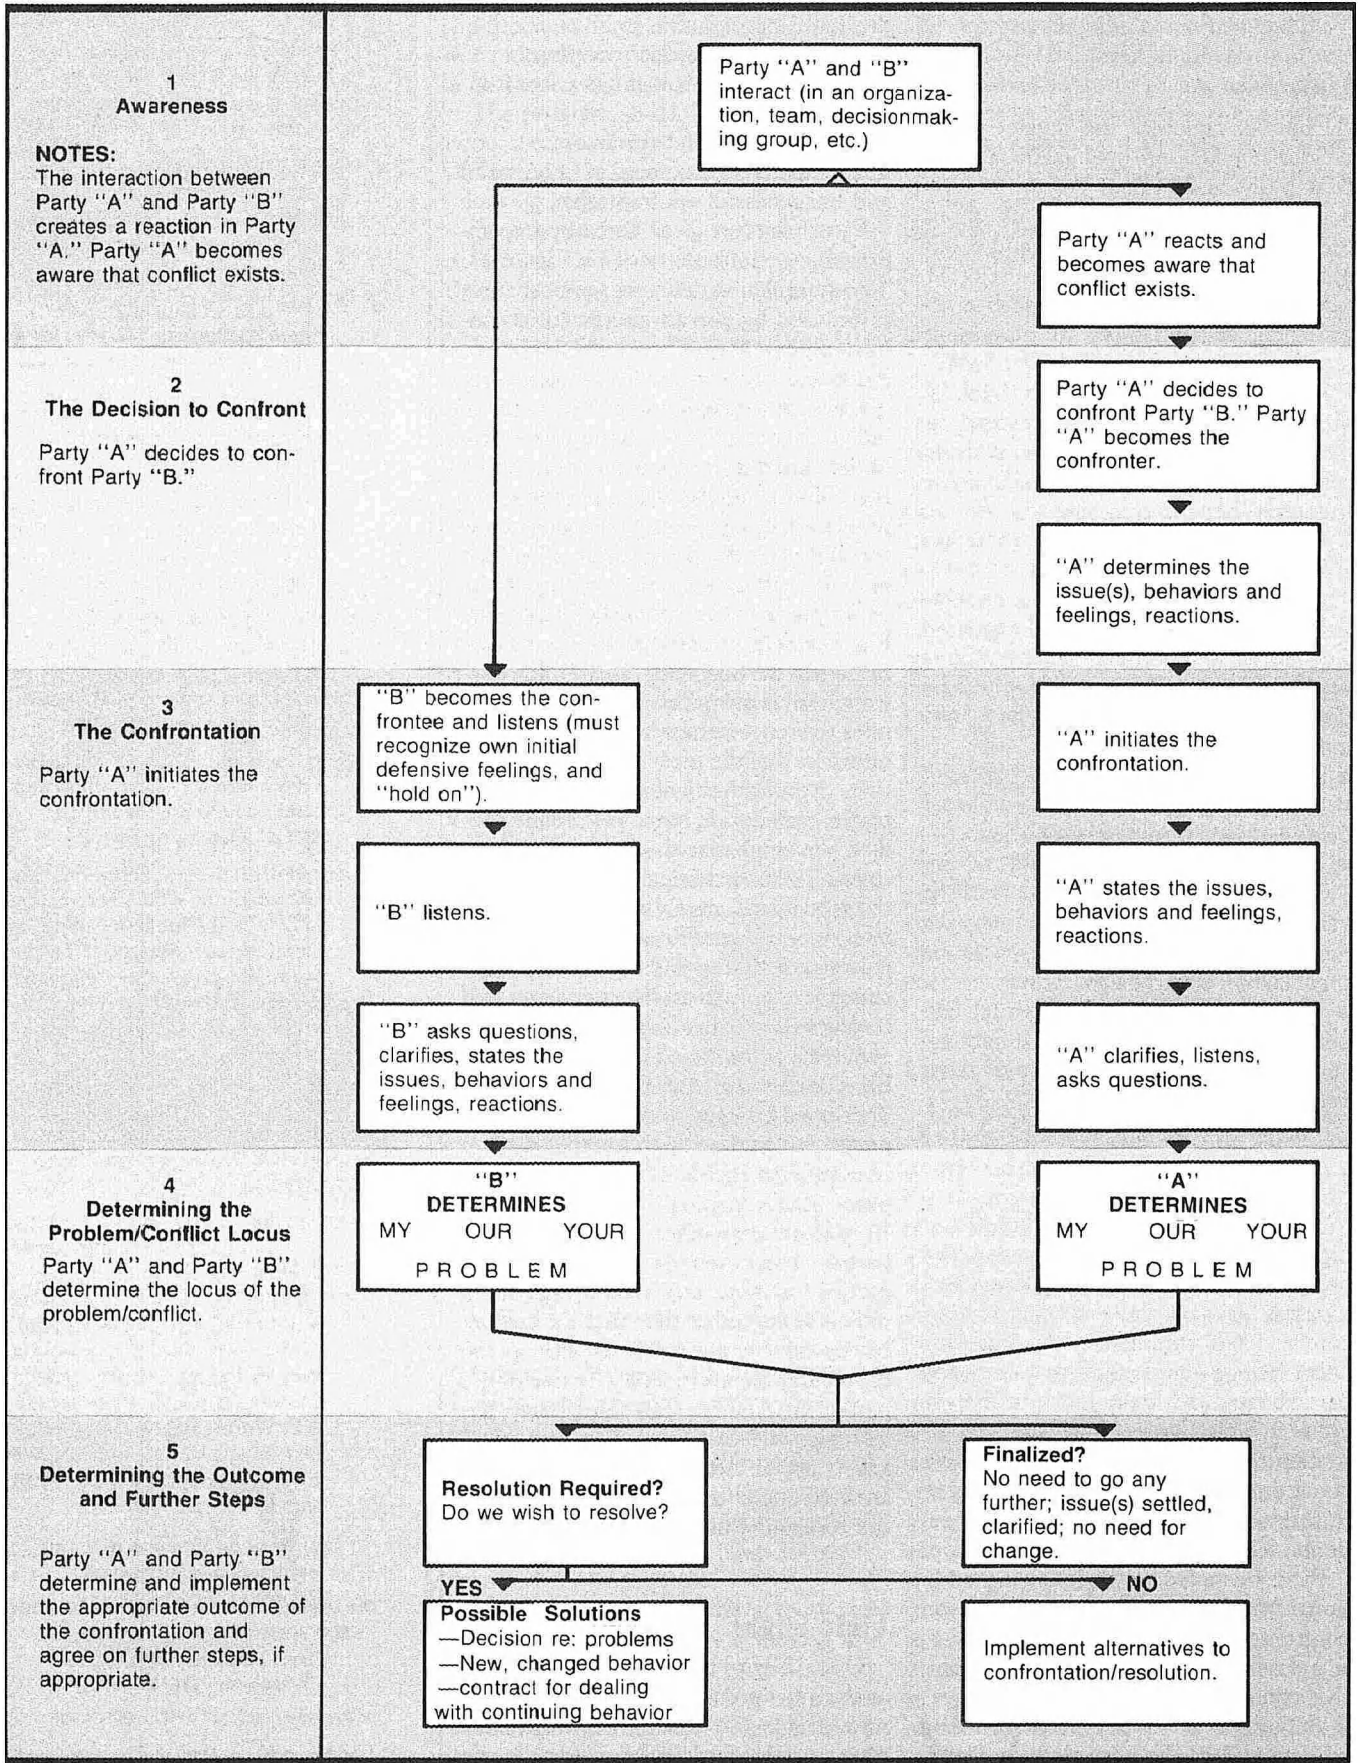 1
Awareness
NOTES:
The interaction between
Party "A" and Party "B"
creates a reaction in Party
"A." Party "A" becomes
aware that conflict exists.
Party "A" and "B"
interact (in an organiza-
tion, team, decisionmak-
ing group, etc.)
Party "A" reacts and
becomes aware that
conflict exists.
2
The Decision to Confront
Party "A" decides to con-
front Party "B."
Party "A" decides to
confront Party "B." Party
"A" becomes the
confronter.
"A" determines the
issue(s), behaviors and
feelings, reactions.
3
The Confrontation
Party "A" initiates the
confrontation.
"B" becomes the con-
frontee and listens (must
recognize own initial
defensive feelings, and
"hold on").
"A" initiates the
confrontation.
"B" listens.
"A" states the issues,
behaviors and feelings,
reactions.
"B" asks questions,
clarifies, states the
issues, behaviors and
feelings, reactions.
"A" clarifies, listens,
asks questions.
4
Determining the
Problem/Conflict Locus
Party "A" and Party "B"
determine the locus of the
problem/conflict.
"B"
DETERMINES
MY OUR YOUR
PROBLEM
"A"
DETERMINES
MY OUR YOUR
PROBLEM
5
Determining the Outcome
and Further Steps
Party "A" and Party "B"
determine and implement
the appropriate outcome of
the confrontation and
agree on further steps, if
appropriate.
Resolution Required?
Do we wish to resolve?
Finalized?
No need to go any
further; issue(s) settled,
clarified; no need for
change.
YES
NO
Possible Solutions
—Decision re: problems
—New, changed behavior
—contract for dealing
with continuing behavior
Implement alternatives to
confrontation/resolution.